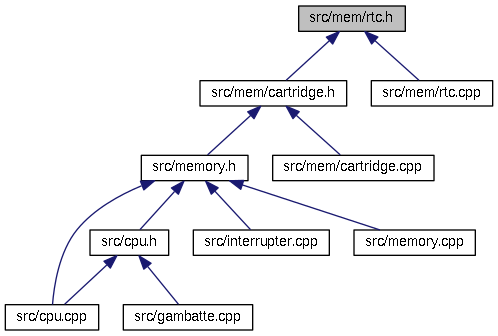 src/mem/rtc.h
src/mem/cartridge.h
src/mem/rtc.cpp
src/memory.h
src/mem/cartridge.cpp
src/cpu.h
src/interrupter.cpp
src/memory.cpp
src/cpu.cpp
src/gambatte.cpp